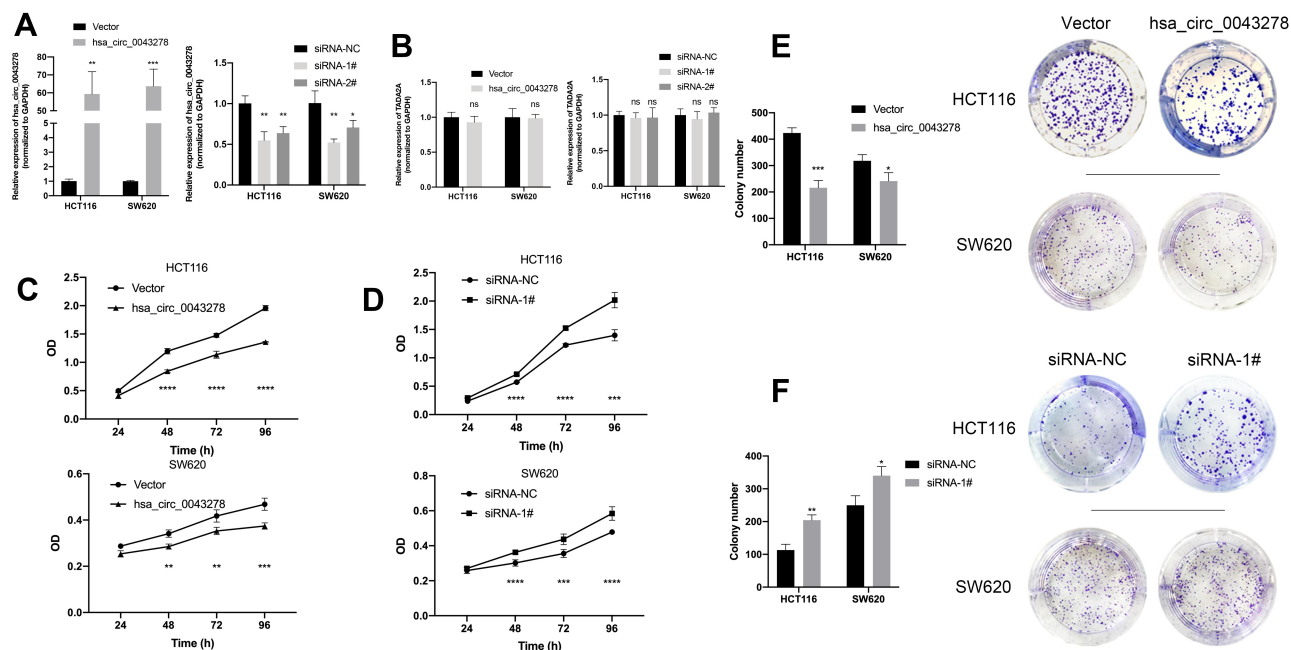 A
Vector
hsa_circ_0043278
Relative expression of hsa_circ_0043278
(normalized to GAPDH)
80
70
60
50
5
4
3
2
1
0
**
***
HCT116
SW620
siRNA-NC
siRNA-1#
siRNA-2#
Relative expression of hsa_circ_0043278
(normalized to GAPDH)
1.5
1.0
0.5
0.0
**
**
**
*
HCT116
SW620
B
Vector
hsa_circ_0043278
Relative expression of TADA2A
(normalized to GAPDH)
1.5
1.0
0.5
0.0
ns
ns
HCT116
SW620
siRNA-NC
siRNA-1#
siRNA-2#
Relative expression of TADA2A
(normalized to GAPDH)
1.5
1.0
0.5
0.0
ns
ns
ns
ns
HCT116
SW620
C
HCT116
Vector
hsa_circ_0043278
OD
2.5
2.0
1.5
1.0
0.5
0.0
****
****
****
24
48
72
96
Time (h)
SW620
Vector
hsa_circ_0043278
OD
0.6
0.4
0.2
0.0
**
**
***
24
48
72
96
Time (h)
D
HCT116
siRNA-NC
siRNA-1#
OD
2.5
2.0
1.5
1.0
0.5
0.0
****
****
***
24
48
72
96
Time (h)
SW620
siRNA-NC
siRNA-1#
OD
0.8
0.6
0.4
0.2
0.0
****
***
****
24
48
72
96
Time (h)
E
Vector
hsa_circ_0043278
Colony number
500
400
300
200
100
0
***
*
HCT116
SW620
Vector
hsa_circ_0043278
HCT116
SW620
F
siRNA-NC
siRNA-1#
Colony number
400
300
200
100
0
**
*
HCT116
SW620
siRNA-NC
siRNA-1#
HCT116
SW620